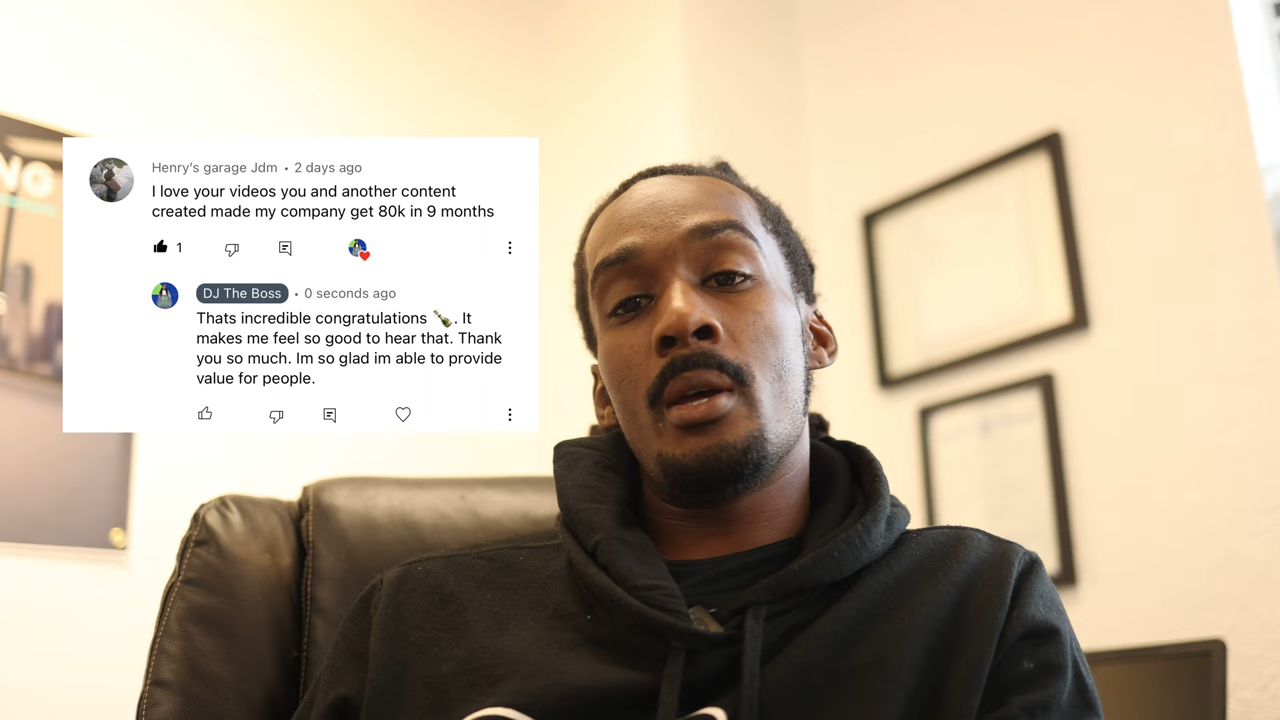 NG
Henry's garage Jdm • 2 days ago
I love your videos you and another content
created made my company get 80k in 9 months
1
DJ The Boss • 0 seconds ago
Thats incredible congratulations 🍾. It
makes me feel so good to hear that. Thank
you so much. Im so glad im able to provide
value for people.